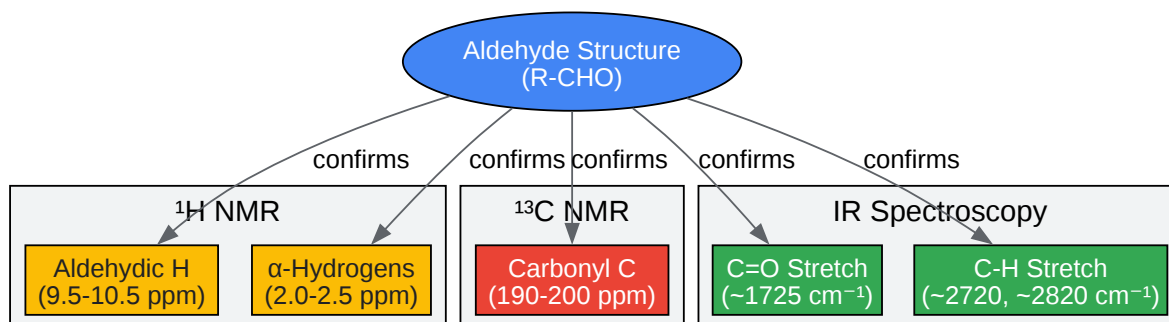 Aldehyde Structure
(R-CHO)
confirms
confirms
confirms
confirms
confirms
¹H NMR
¹³C NMR
IR Spectroscopy
Aldehydic H
(9.5-10.5 ppm)
α-Hydrogens
(2.0-2.5 ppm)
Carbonyl C
(190-200 ppm)
C=O Stretch
(~1725 cm⁻¹)
C-H Stretch
(~2720, ~2820 cm⁻¹)